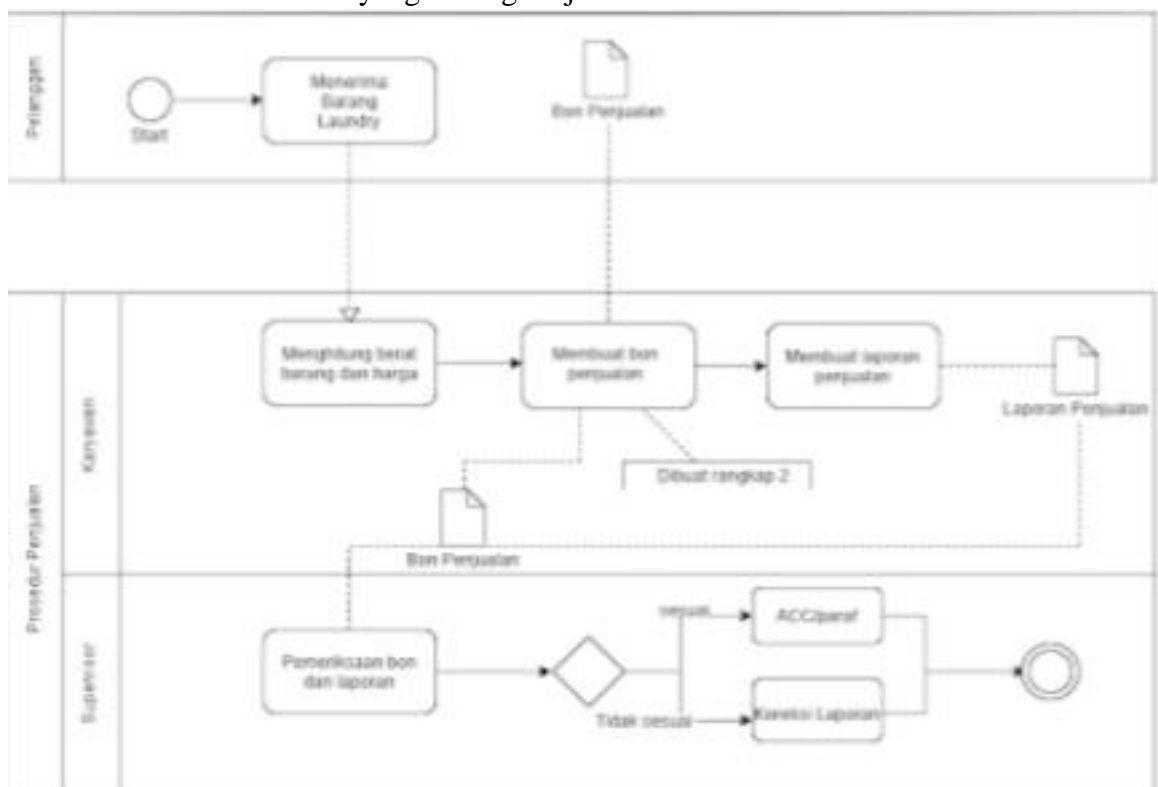 Pelanggan
Start
Menerima
Barang
Laundry
Bon Penjualan
Prosedur Penjualan
Karyawan
Menghitung berat
barang dan harga
Membuat bon
penjualan
Membuat laporan
penjualan
Laporan Penjualan
Dibuat rangkap 2
Bon Penjualan
Supervisor
Pemeriksaan bon
dan laporan
sesuai
Tidak sesuai
ACC/paraf
Koreksi Laporan